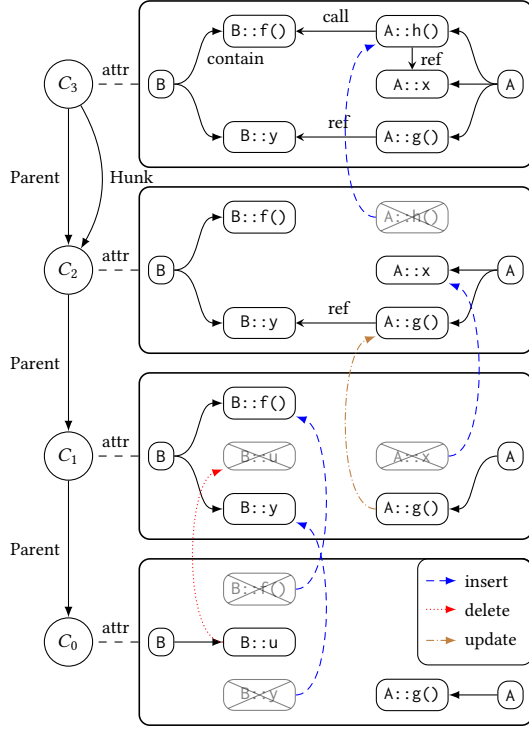 call
B::f()
A::h()
contain
ref
C3
attr
B
A::x
A
ref
B::y
A::g()
Parent
Hunk
B::f()
A::h()
C2
attr
B
A::x
A
ref
B::y
A::g()
Parent
B::f()
C1
attr
B
B::u
A::x
A
B::y
A::g()
Parent
B::f()
insert
C0
attr
B
B::u
delete
update
B::y
A::g()
A